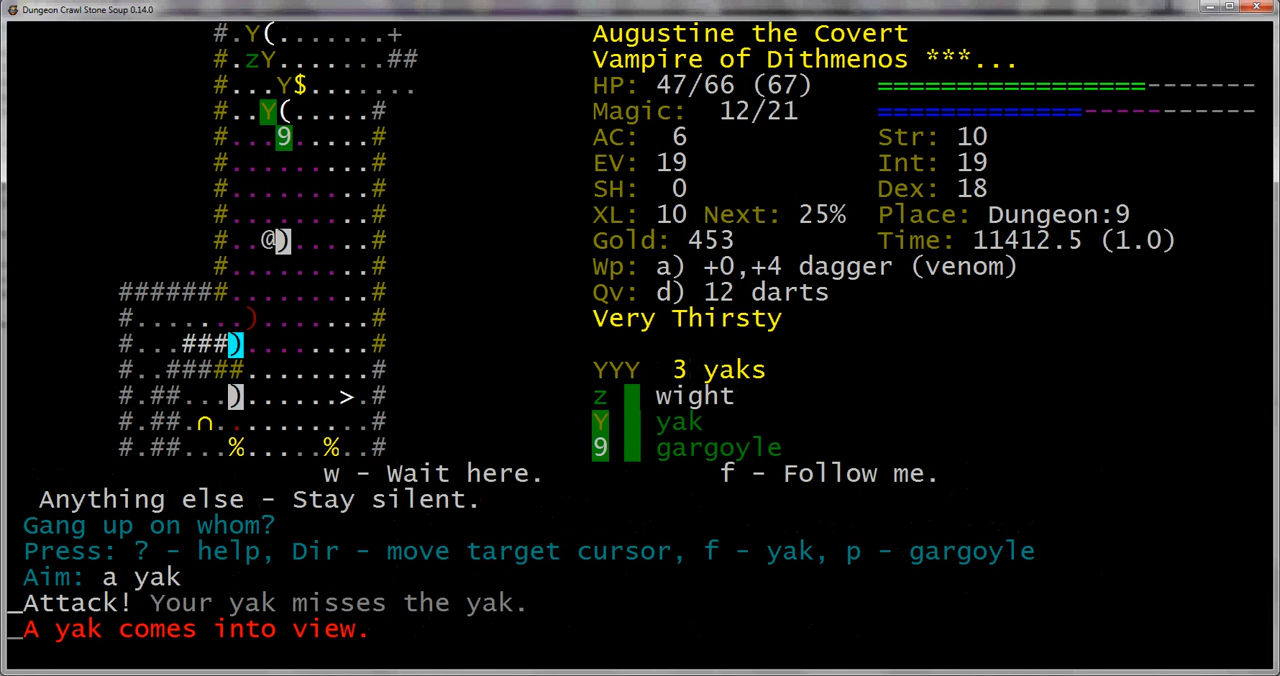 Dungeon Crawl Stone Soup 0.14.0
#.Y(.......+ Augustine the Covert
#.zY.......## Vampire of Dithmenos ***...
#...Y$....... HP: 47/66 (67) ================-------
#..Y(.....# Magic: 12/21 ============-----------
#...9.....# AC: 6 Str: 10
#.........# EV: 19 Int: 19
#.........# SH: 0 Dex: 18
#.........# XL: 10 Next: 25% Place: Dungeon:9
#..@).....# Gold: 453 Time: 11412.5 (1.0)
#.........# Wp: a) +0,+4 dagger (venom)
#######.........# Qv: d) 12 darts
#.......).......# Very Thirsty
#...###)........#
#..#####........# YYY 3 yaks
#.##...)......>.# z wight
#.##.∩..........# Y yak
#.##...%.....%..# 9 gargoyle
w - Wait here. f - Follow me.
Anything else - Stay silent.
Gang up on whom?
Press: ? - help, Dir - move target cursor, f - yak, p - gargoyle
Aim: a yak
_Attack! Your yak misses the yak.
_A yak comes into view.